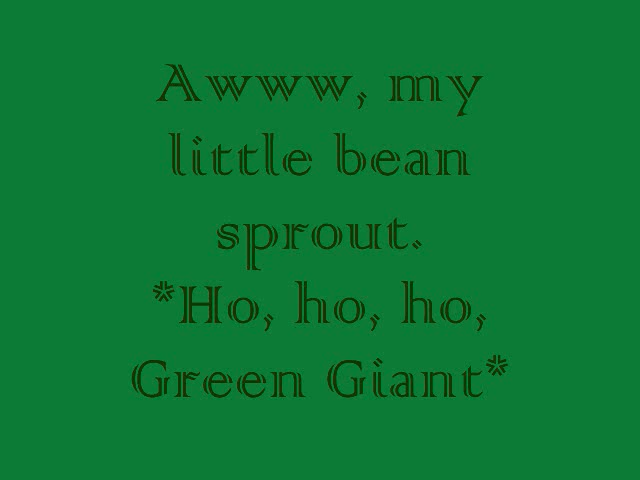 Awww, my
little bean
sprout.
*Ho, ho, ho,
Green Giant*